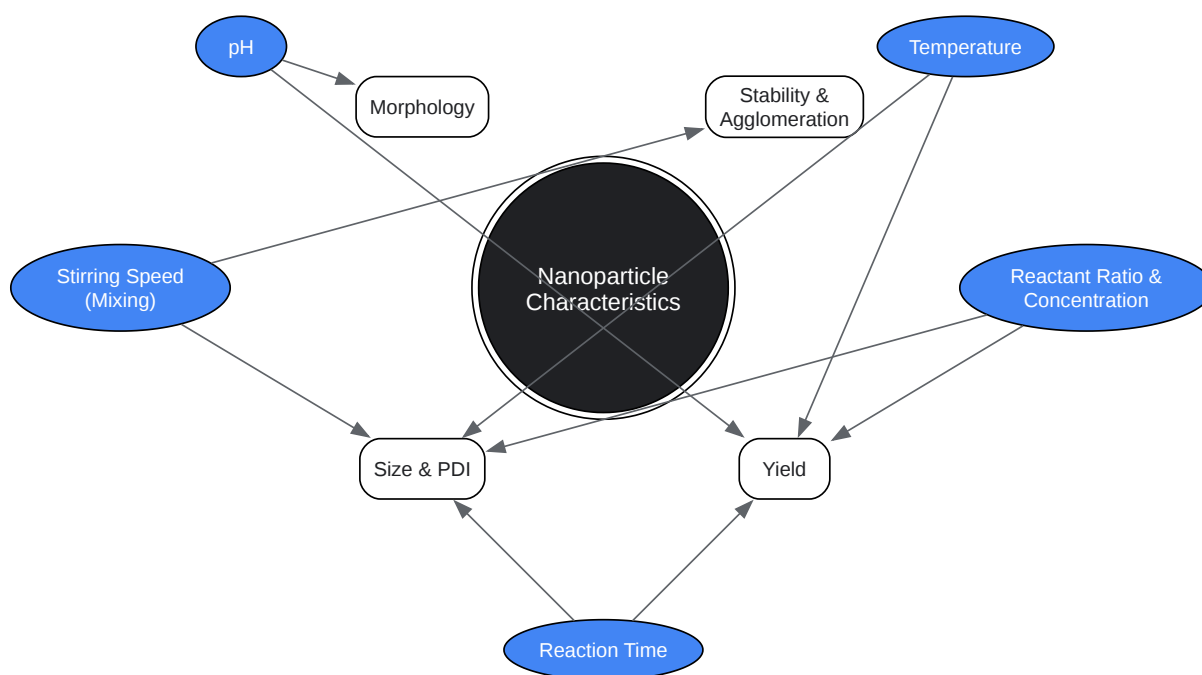 pH
Temperature
Morphology
Stability &
Agglomeration
Stirring Speed
(Mixing)
Nanoparticle
Characteristics
Reactant Ratio &
Concentration
Size & PDI
Yield
Reaction Time